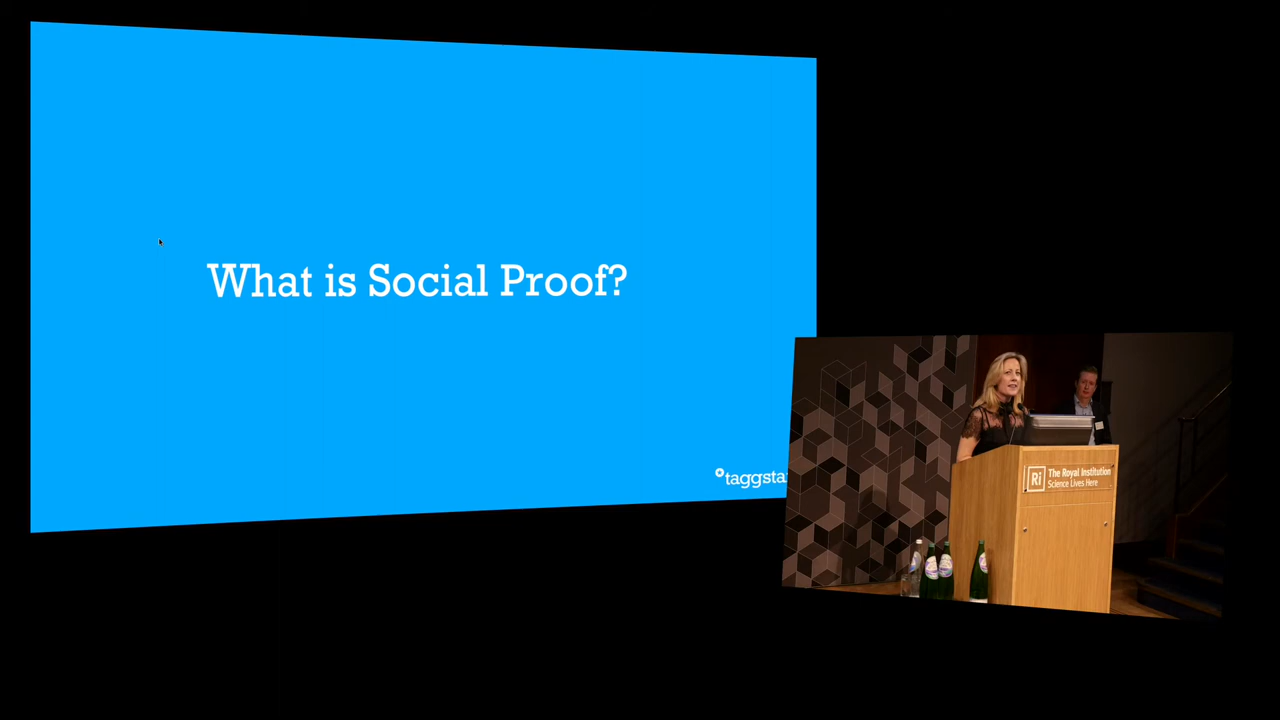 What is Social Proof?
taggsta
Ri
The Royal Institution
Science Lives Here